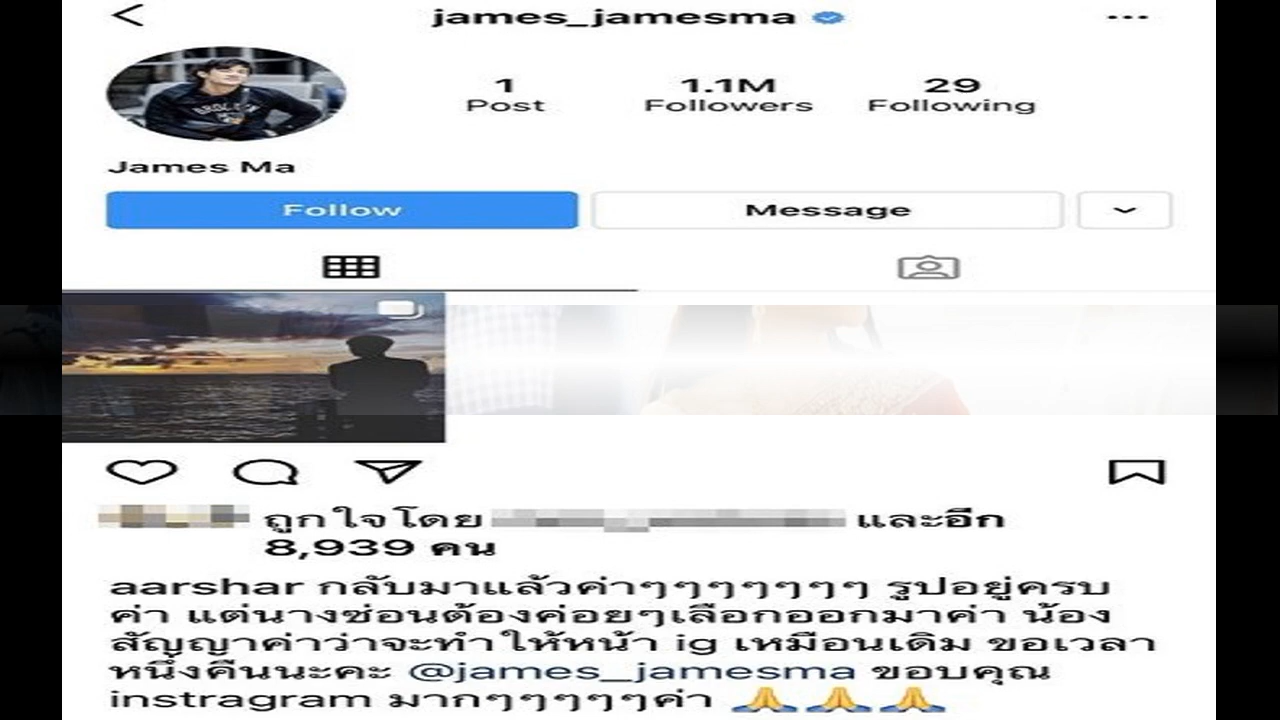 james_jamesma
1
1.1M
29
Post
Followers
Following
James Ma
Follow
Message
ถูกใจโดย และอีก
8,939 คน
aarshar กลับมาแล้วค่าๆๆๆๆๆๆๆ รูปอยู่ครบ
ค่า แต่นางซ่อนต้องค่อยๆเลือกออกมาค่า น้อง
สัญญาค่าว่าจะทำให้หน้า ig เหมือนเดิม ขอเวลา
หนึ่งคืนนะคะ @james_jamesma ขอบคุณ
instragram มากๆๆๆๆๆค่า 🙏🙏🙏